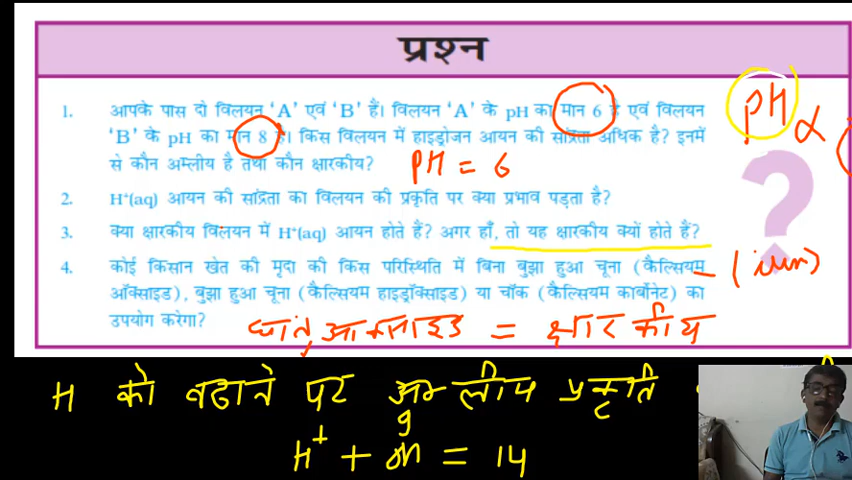 प्रश्न
1. आपके पास दो विलयन ‘A’ एवं ‘B’ हैं। विलयन ‘A’ के pH का मान 6 है एवं विलयन
‘B’ के pH का मान 8 है। किस विलयन में हाइड्रोजन आयन की सांद्रता अधिक है? इनमें
से कौन अम्लीय है तथा कौन क्षारकीय?
PH = 6
PH α
2. H⁺(aq) आयन की सांद्रता का विलयन की प्रकृति पर क्या प्रभाव पड़ता है?
3. क्या क्षारकीय विलयन में H⁺(aq) आयन होते हैं? अगर हाँ, तो यह क्षारकीय क्यों होते हैं?
4. कोई किसान खेत की मृदा की किस परिस्थिति में बिना बुझा हुआ चूना (कैल्सियम
ऑक्साइड), बुझा हुआ चूना (कैल्सियम हाइड्रॉक्साइड) या चॉक (कैल्सियम कार्बोनेट) का
उपयोग करेगा?
धातु आक्साइड = क्षारकीय
H को बढाने पर अम्लीय प्रकृति
9
H⁺ + = 14